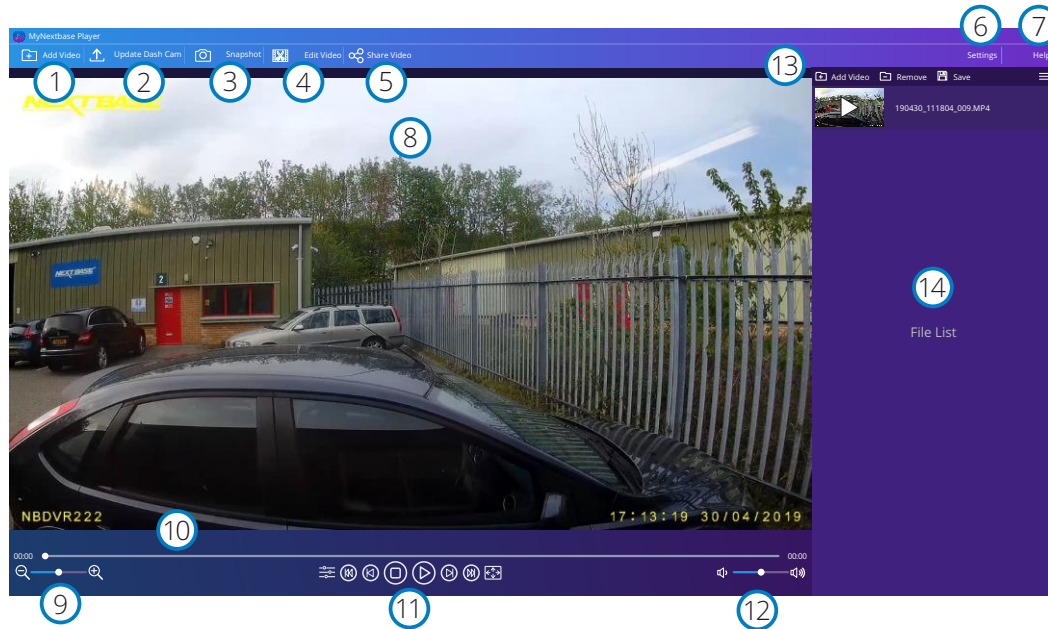 MyNextbase Player
Add Video Update Dash Cam Snapshot Edit Video Share Video Settings Help
1 2 3 4 5 6 7
13
Add Video Remove Save
190430_111804_009.MP4
NEXTBASE
8
NEXTBASE
2
14
File List
NBDVR222
17:13:19 30/04/2019
10
00:00 00:00
9 11 12